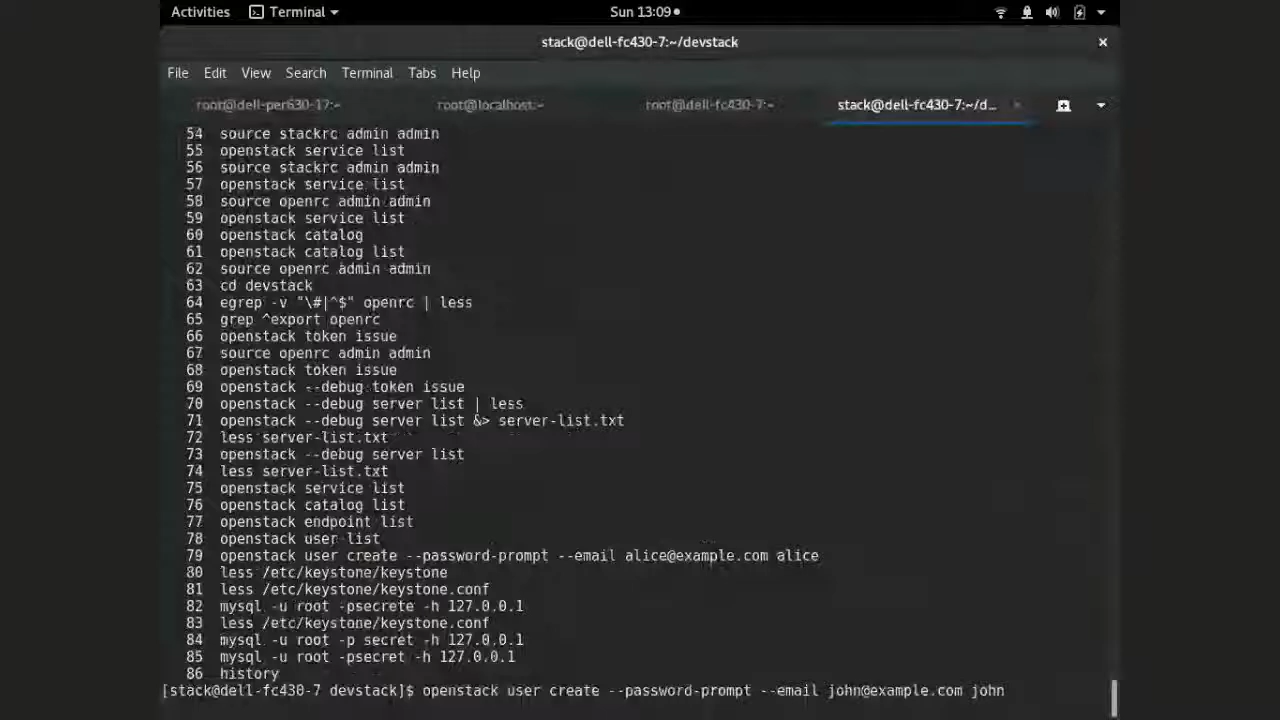 Activities Terminal Sun 13:09
stack@dell-fc430-7:~/devstack
File Edit View Search Terminal Tabs Help
root@dell-per630-17:~ root@localhost:~ root@dell-fc430-7:~ stack@dell-fc430-7:~/d...
54 source stackrc admin admin
55 openstack service list
56 source stackrc admin admin
57 openstack service list
58 source openrc admin admin
59 openstack service list
60 openstack catalog
61 openstack catalog list
62 source openrc admin admin
63 cd devstack
64 egrep -v "\#|^$" openrc | less
65 grep ^export openrc
66 openstack token issue
67 source openrc admin admin
68 openstack token issue
69 openstack --debug token issue
70 openstack --debug server list | less
71 openstack --debug server list &> server-list.txt
72 less server-list.txt
73 openstack --debug server list
74 less server-list.txt
75 openstack service list
76 openstack catalog list
77 openstack endpoint list
78 openstack user list
79 openstack user create --password-prompt --email alice@example.com alice
80 less /etc/keystone/keystone
81 less /etc/keystone/keystone.conf
82 mysql -u root -psecrete -h 127.0.0.1
83 less /etc/keystone/keystone.conf
84 mysql -u root -p secret -h 127.0.0.1
85 mysql -u root -psecret -h 127.0.0.1
86 history
[stack@dell-fc430-7 devstack]$ openstack user create --password-prompt --email john@example.com john